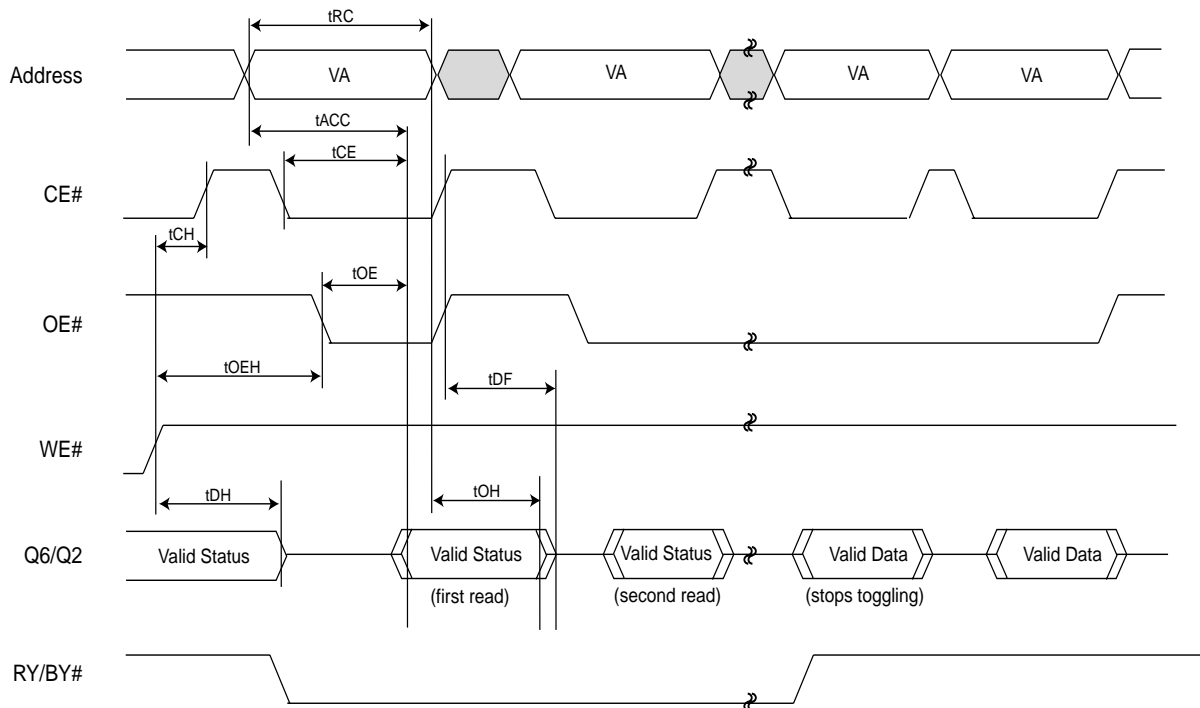 tRC
Address VA VA VA VA
tACC
tCE
CE#
tCH
tOE
OE#
tOEH
tDF
WE#
tDH
tOH
Q6/Q2 Valid Status Valid Status Valid Status Valid Data Valid Data
(first read) (second read) (stops toggling)
RY/BY#